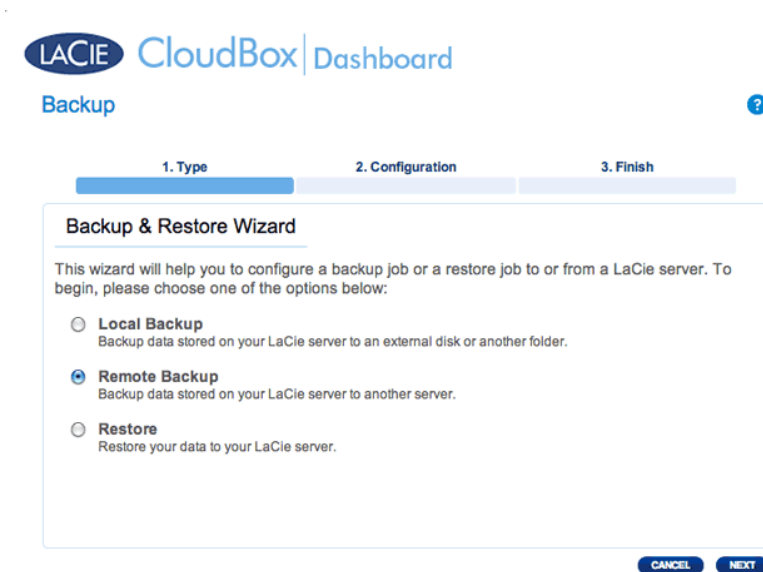 LACIE CloudBox Dashboard
Backup
?
1. Type 2. Configuration 3. Finish
Backup & Restore Wizard
This wizard will help you to configure a backup job or a restore job to or from a LaCie server. To
begin, please choose one of the options below:
Local Backup
Backup data stored on your LaCie server to an external disk or another folder.
Remote Backup
Backup data stored on your LaCie server to another server.
Restore
Restore your data to your LaCie server.
CANCEL NEXT